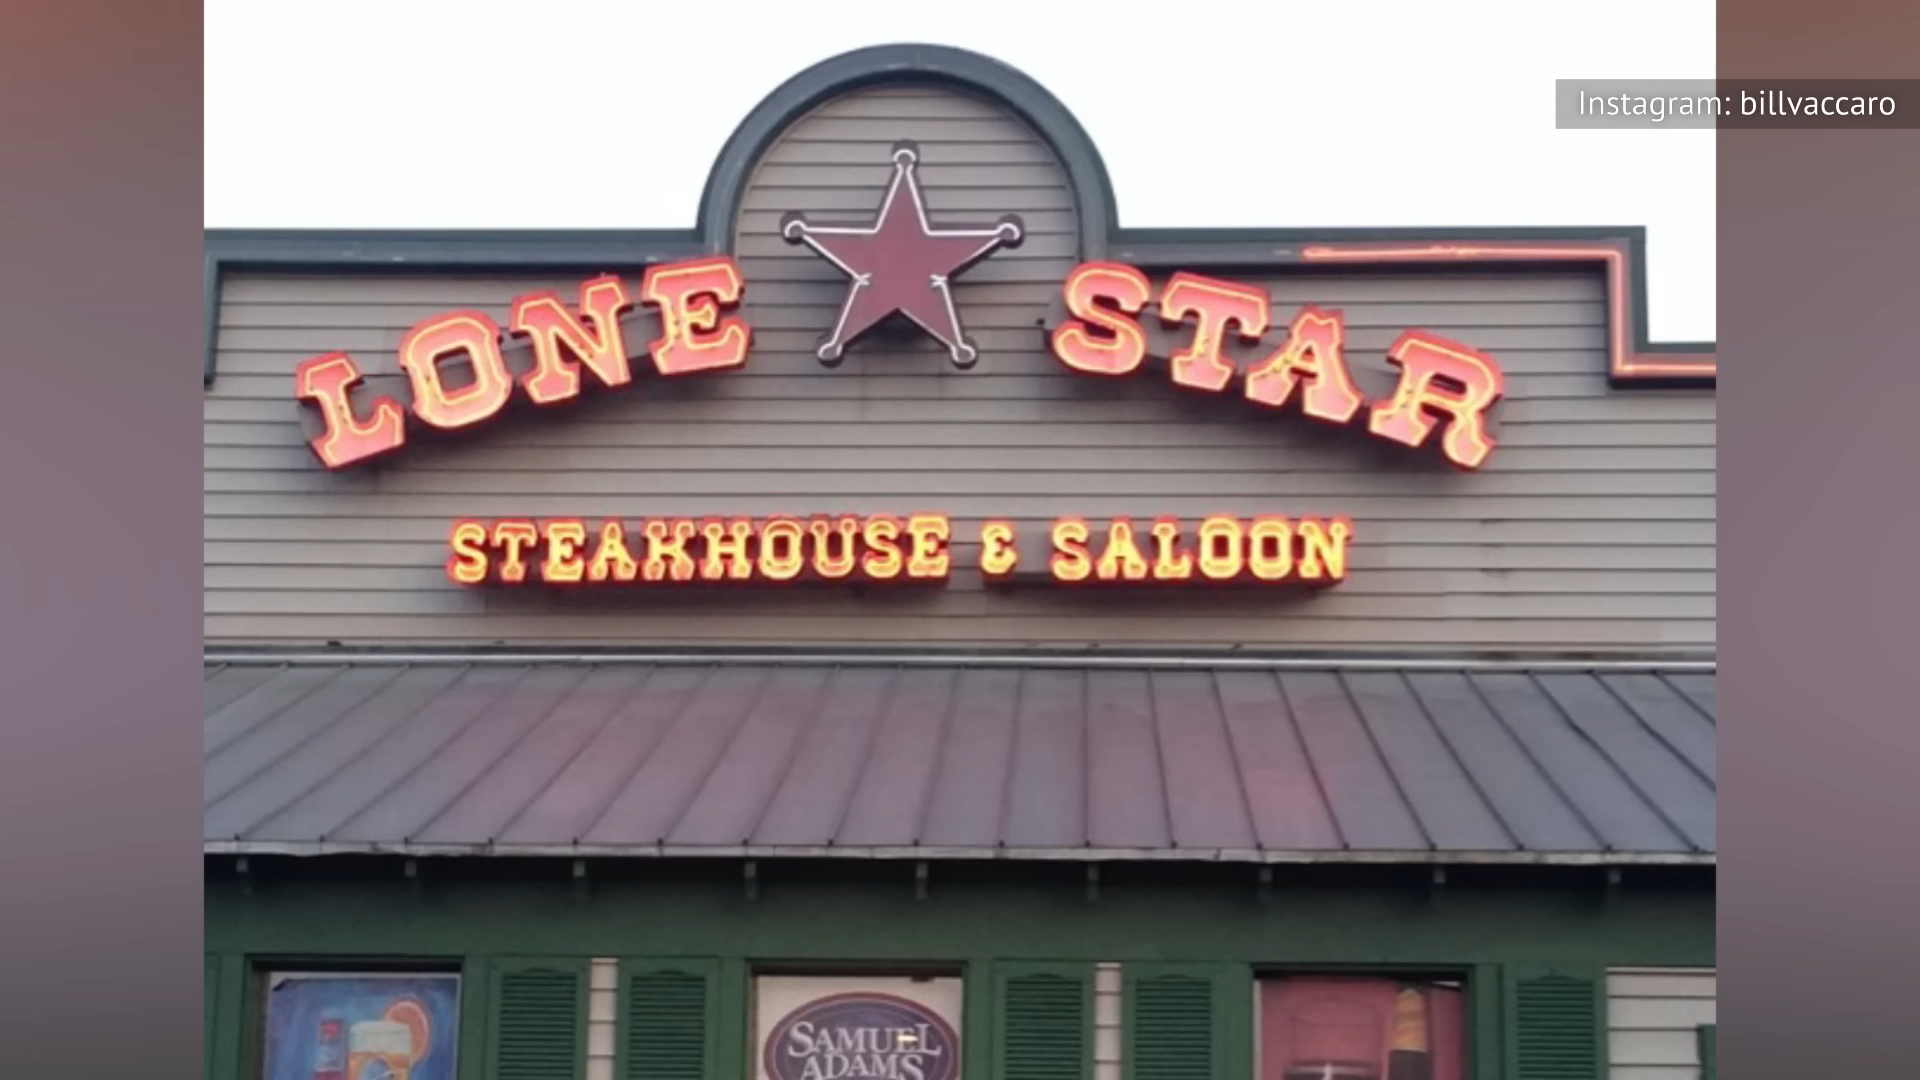 Instagram: billvaccaro
LONE STAR
STEAKHOUSE & SALOON
SAMUEL
ADAMS